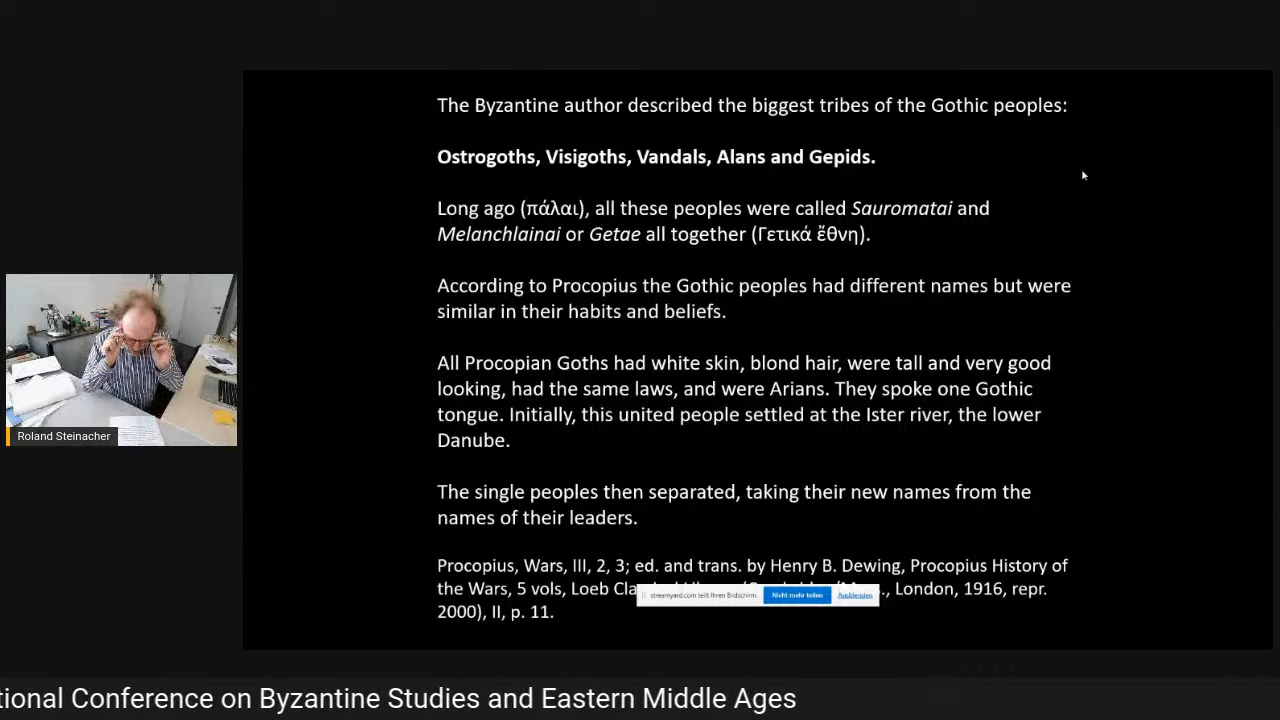 The Byzantine author described the biggest tribes of the Gothic peoples:
Ostrogoths, Visigoths, Vandals, Alans and Gepids.
Long ago (πάλαι), all these peoples were called Sauromatai and
Melanchlainai or Getae all together (Γετικά ἔθνη).
According to Procopius the Gothic peoples had different names but were
similar in their habits and beliefs.
All Procopian Goths had white skin, blond hair, were tall and very good
looking, had the same laws, and were Arians. They spoke one Gothic
tongue. Initially, this united people settled at the Ister river, the lower
Danube.
The single peoples then separated, taking their new names from the
names of their leaders.
Procopius, Wars, III, 2, 3; ed. and trans. by Henry B. Dewing, Procopius History of
the Wars, 5 vols, Loeb London, 1916, repr.
2000), II, p. 11.
streamyard.com teilt Ihren Bildschirm. Nicht mehr teilen Ausblenden
Roland Steinacher
tional Conference on Byzantine Studies and Eastern Middle Ages